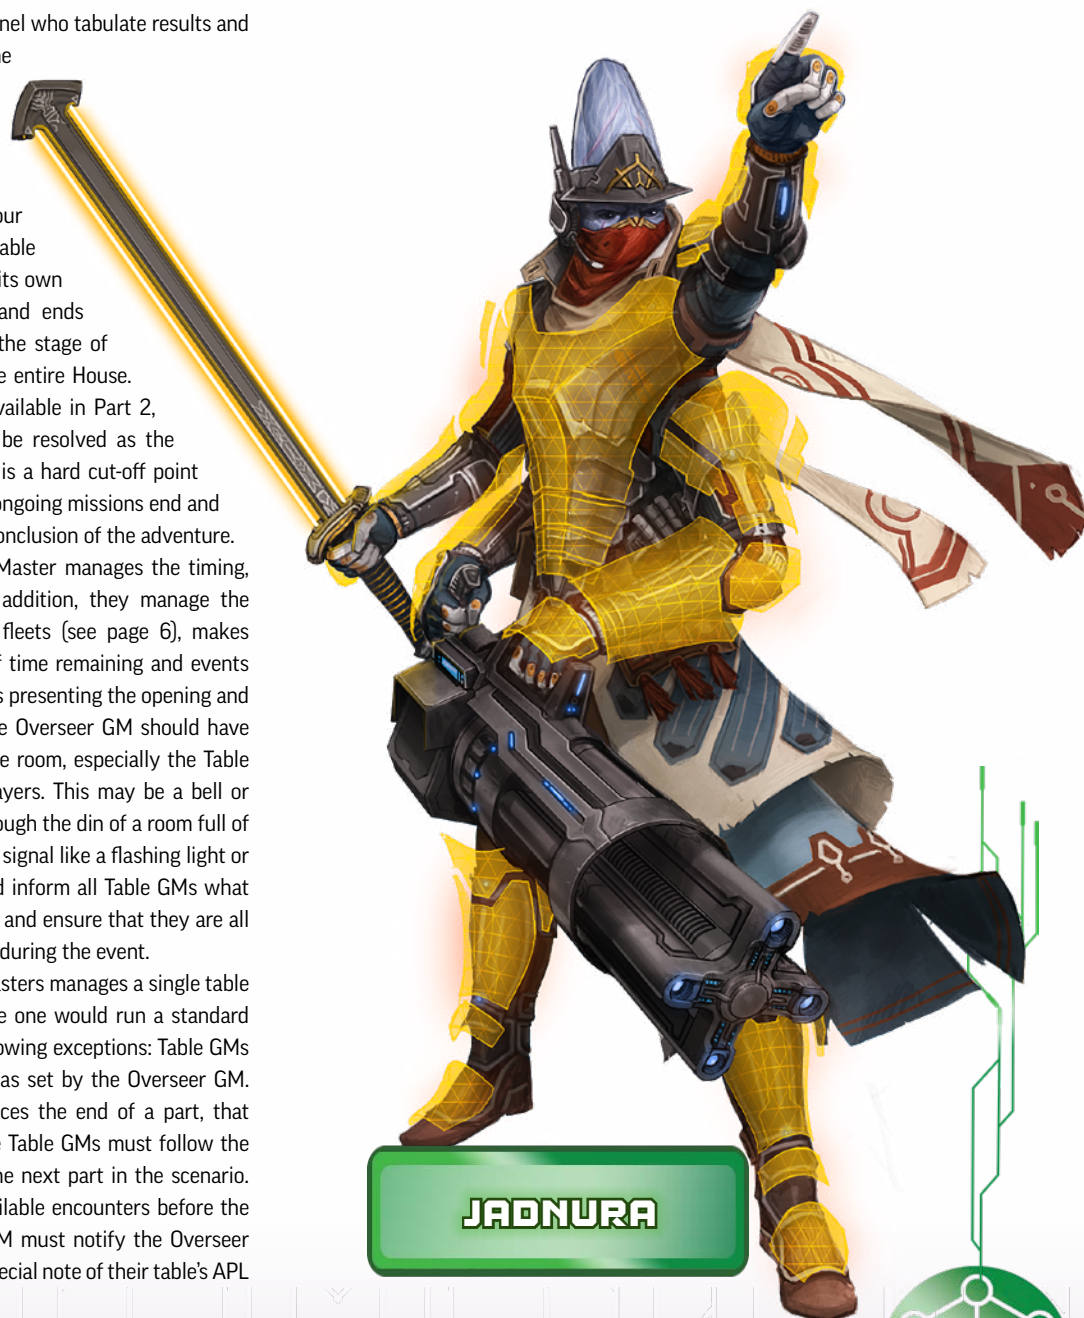 nel who tabulate results and
ne
our
able
its own
and ends
the stage of
e entire House.
vailable in Part 2,
be resolved as the
is a hard cut-off point
ongoing missions end and
onclusion of the adventure.
Master manages the timing,
addition, they manage the
fleets (see page 6), makes
f time remaining and events
s presenting the opening and
e Overseer GM should have
e room, especially the Table
ayers. This may be a bell or
ough the din of a room full of
signal like a flashing light or
d inform all Table GMs what
and ensure that they are all
during the event.
asters manages a single table
e one would run a standard
owing exceptions: Table GMs
as set by the Overseer GM.
ces the end of a part, that
e Table GMs must follow the
ne next part in the scenario.
ilable encounters before the
M must notify the Overseer
ecial note of their table's APL
JADNURA